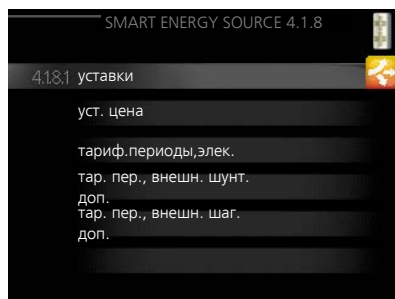 SMART ENERGY SOURCE 4.1.8
4.1.8.1 уставки
уст. цена
тариф.периоды,элек.
тар. пер., внешн. шунт.
доп.
тар. пер., внешн. шаг.
доп.